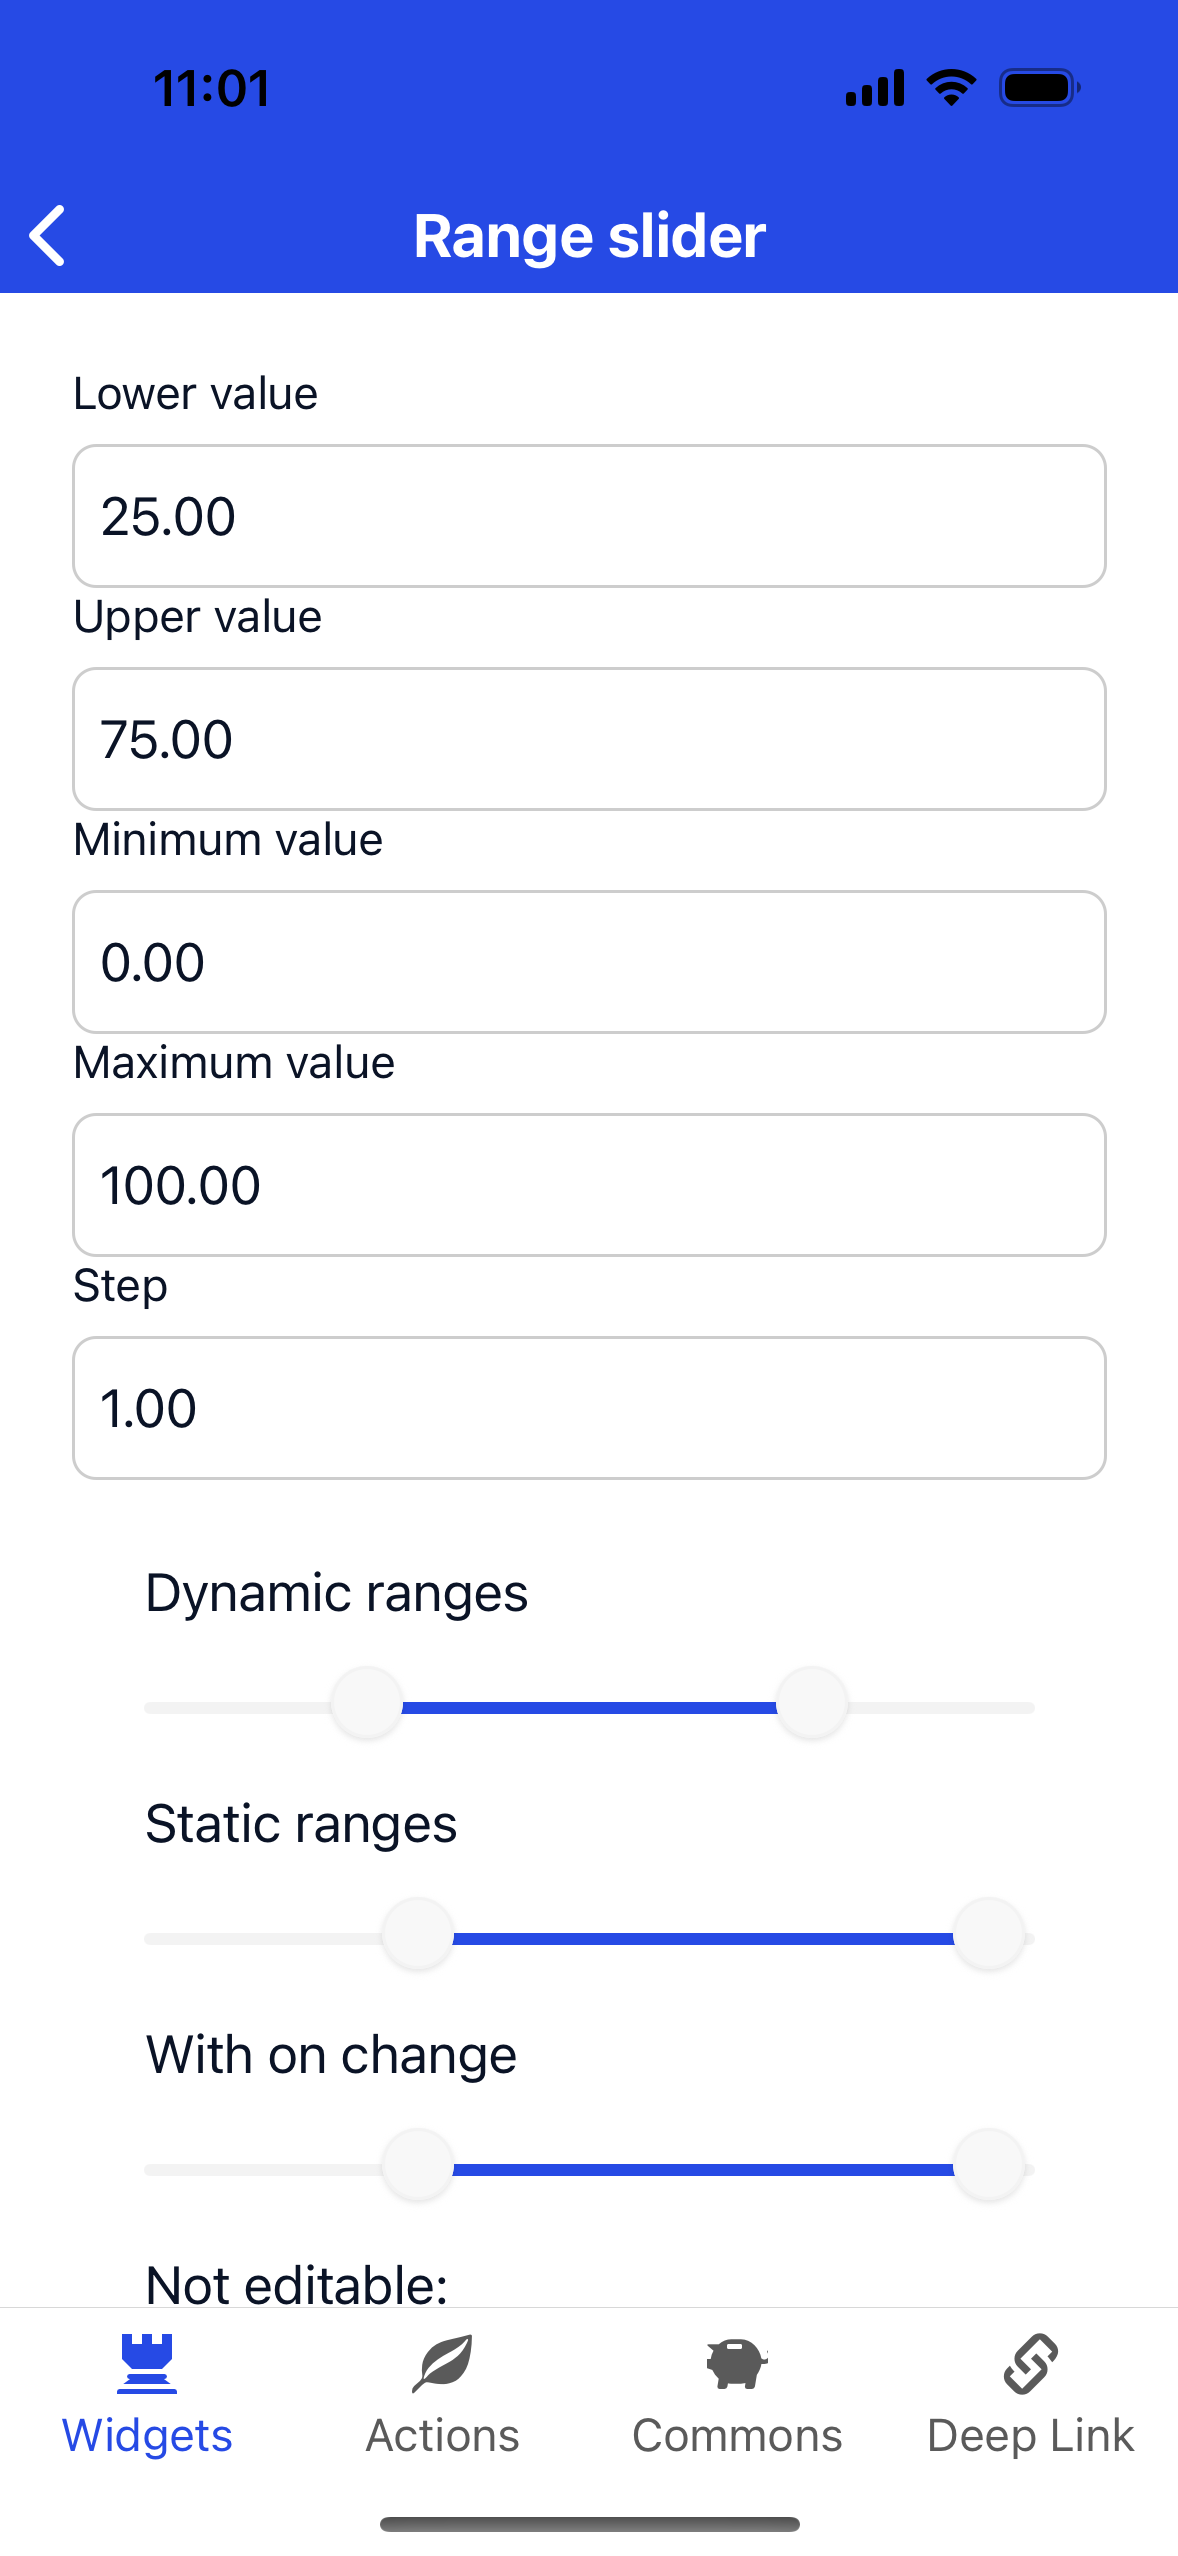 11:01
Range slider
Lower value
25.00
Upper value
75.00
Minimum value
0.00
Maximum value
100.00
Step
1.00
Dynamic ranges
Static ranges
With on change
Not editable:
Widgets
Actions
Commons
Deep Link